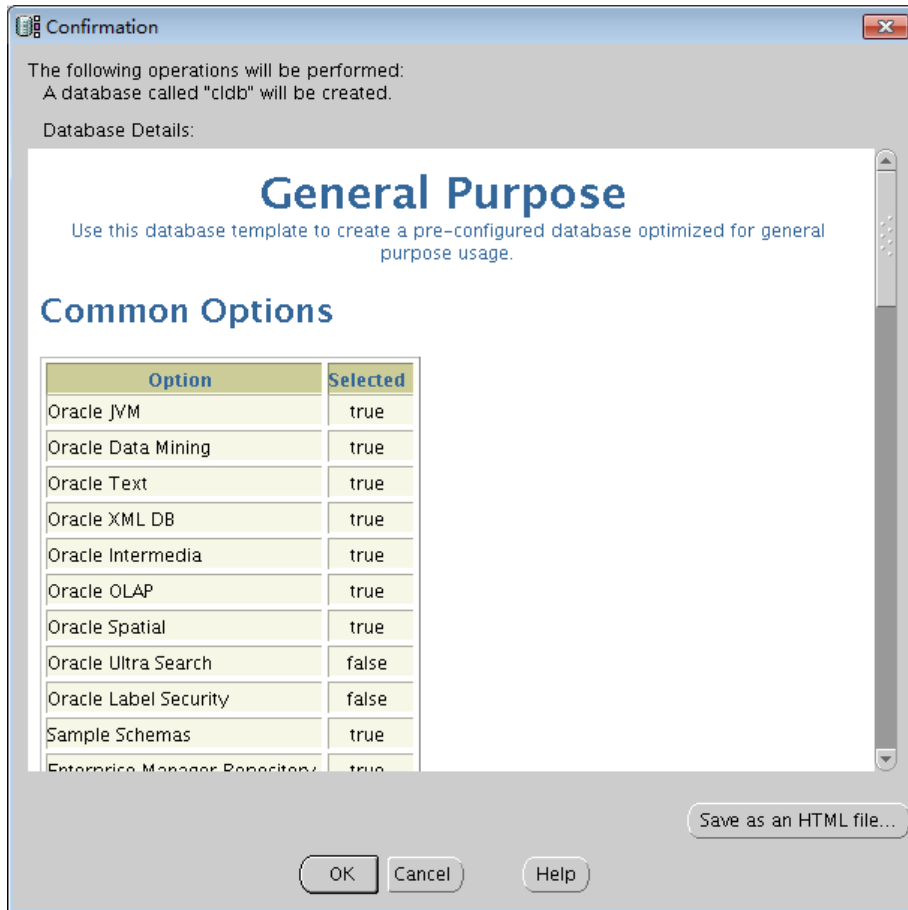 Confirmation
The following operations will be performed:
A database called "cldb" will be created.
Database Details:
General Purpose
Use this database template to create a pre-configured database optimized for general
purpose usage.
Common Options
Option Selected
Oracle JVM true
Oracle Data Mining true
Oracle Text true
Oracle XML DB true
Oracle Intermedia true
Oracle OLAP true
Oracle Spatial true
Oracle Ultra Search false
Oracle Label Security false
Sample Schemas true
Enterprise Manager Repository true
Save as an HTML file...
OK Cancel Help